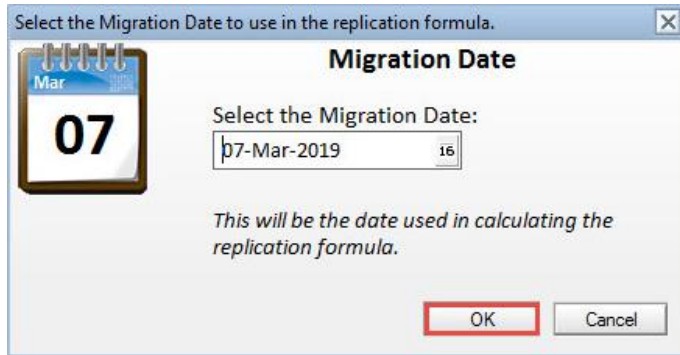 Select the Migration Date to use in the replication formula.
Mar
07
Migration Date
Select the Migration Date:
07-Mar-2019
16
This will be the date used in calculating the
replication formula.
OK
Cancel